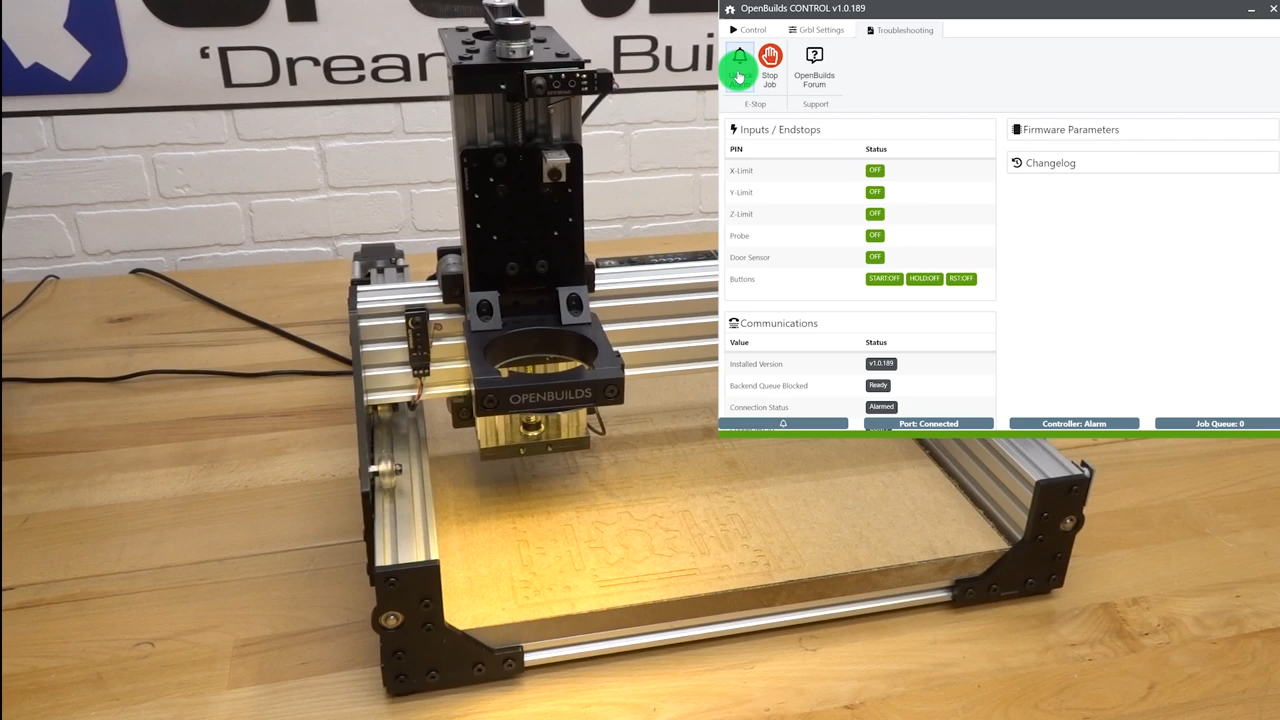 'Dream
Bui
OPENBUILDS
OpenBuilds CONTROL v1.0.189
Control
Grbl Settings
Troubleshooting
Stop
Job
OpenBuilds
Forum
E-Stop
Support
Inputs / Endstops
PIN Status
X-Limit OFF
Y-Limit OFF
Z-Limit OFF
Probe OFF
Door Sensor OFF
Buttons START:OFF HOLD:OFF RST:OFF
Communications
Value Status
Installed Version v1.0.189
Backend Queue Blocked Ready
Connection Status Alarmed
Firmware Parameters
Changelog
Port: Connected
Controller: Alarm
Job Queue: 0